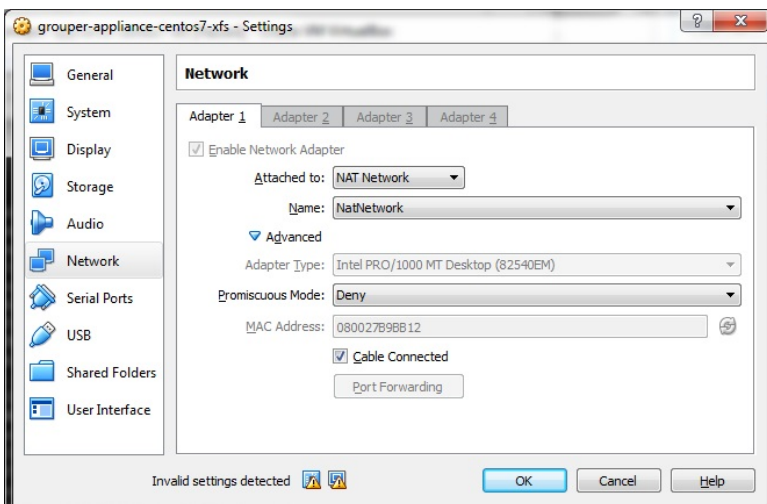 grouper-appliance-centos7-xfs - Settings
General
System
Display
Storage
Audio
Network
Serial Ports
USB
Shared Folders
User Interface
Network
Adapter 1 Adapter 2 Adapter 3 Adapter 4
Enable Network Adapter
Attached to: NAT Network
Name: NatNetwork
Advanced
Adapter Type: Intel PRO/1000 MT Desktop (82540EM)
Promiscuous Mode: Deny
MAC Address: 080027B9BB12
Cable Connected
Port Forwarding
Invalid settings detected OK Cancel Help